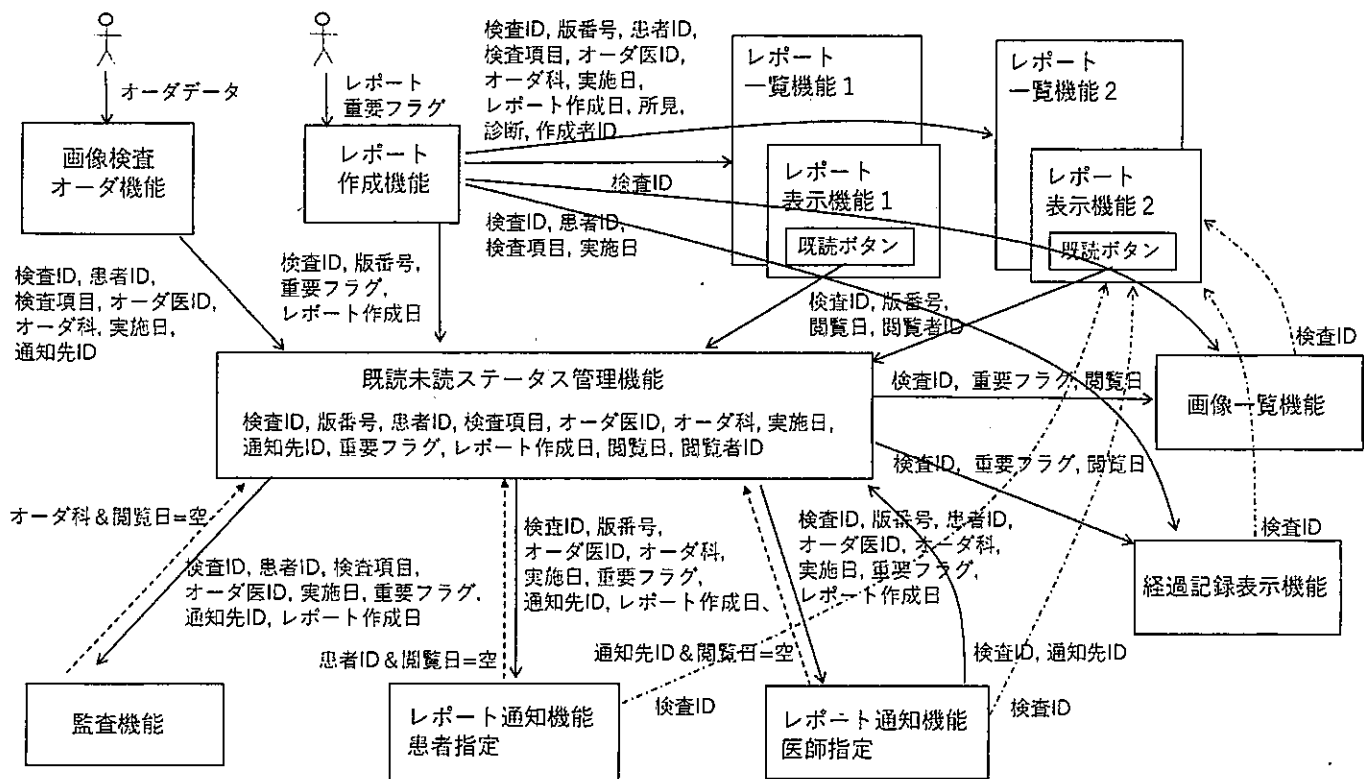 オーダデータ
レポート
重要フラグ
検査ID, 版番号, 患者ID,
検査項目, オーダ医ID,
オーダ科, 実施日,
レポート作成日, 所見,
診断, 作成者ID
レポート
一覧機能1
レポート
一覧機能2
画像検査
オーダ機能
レポート
作成機能
検査ID
レポート
表示機能1
既読ボタン
レポート
表示機能2
既読ボタン
検査ID, 患者ID,
検査項目, 実施日
検査ID, 患者ID,
検査項目, オーダ医ID,
オーダ科, 実施日,
通知先ID
検査ID, 版番号,
重要フラグ,
レポート作成日
検査ID, 版番号,
閲覧日, 閲覧者ID
検査ID
既読未読ステータス管理機能
検査ID, 版番号, 患者ID, 検査項目, オーダ医ID, オーダ科, 実施日,
通知先ID, 重要フラグ, レポート作成日, 閲覧日, 閲覧者ID
検査ID, 重要フラグ, 閲覧日
画像一覧機能
検査ID, 重要フラグ, 閲覧日
オーダ科&閲覧日=空
検査ID, 患者ID, 検査項目,
オーダ医ID, 実施日, 重要フラグ,
通知先ID, レポート作成日
検査ID, 版番号,
オーダ医ID, オーダ科,
実施日, 重要フラグ,
通知先ID, レポート作成日、
検査ID, 版番号, 患者ID,
オーダ医ID, オーダ科,
実施日, 重要フラグ,
レポート作成日
検査ID
経過記録表示機能
患者ID&閲覧日=空
通知先ID&閲覧日=空
検査ID, 通知先ID
監査機能
レポート通知機能
患者指定
検査ID
レポート通知機能
医師指定
検査ID